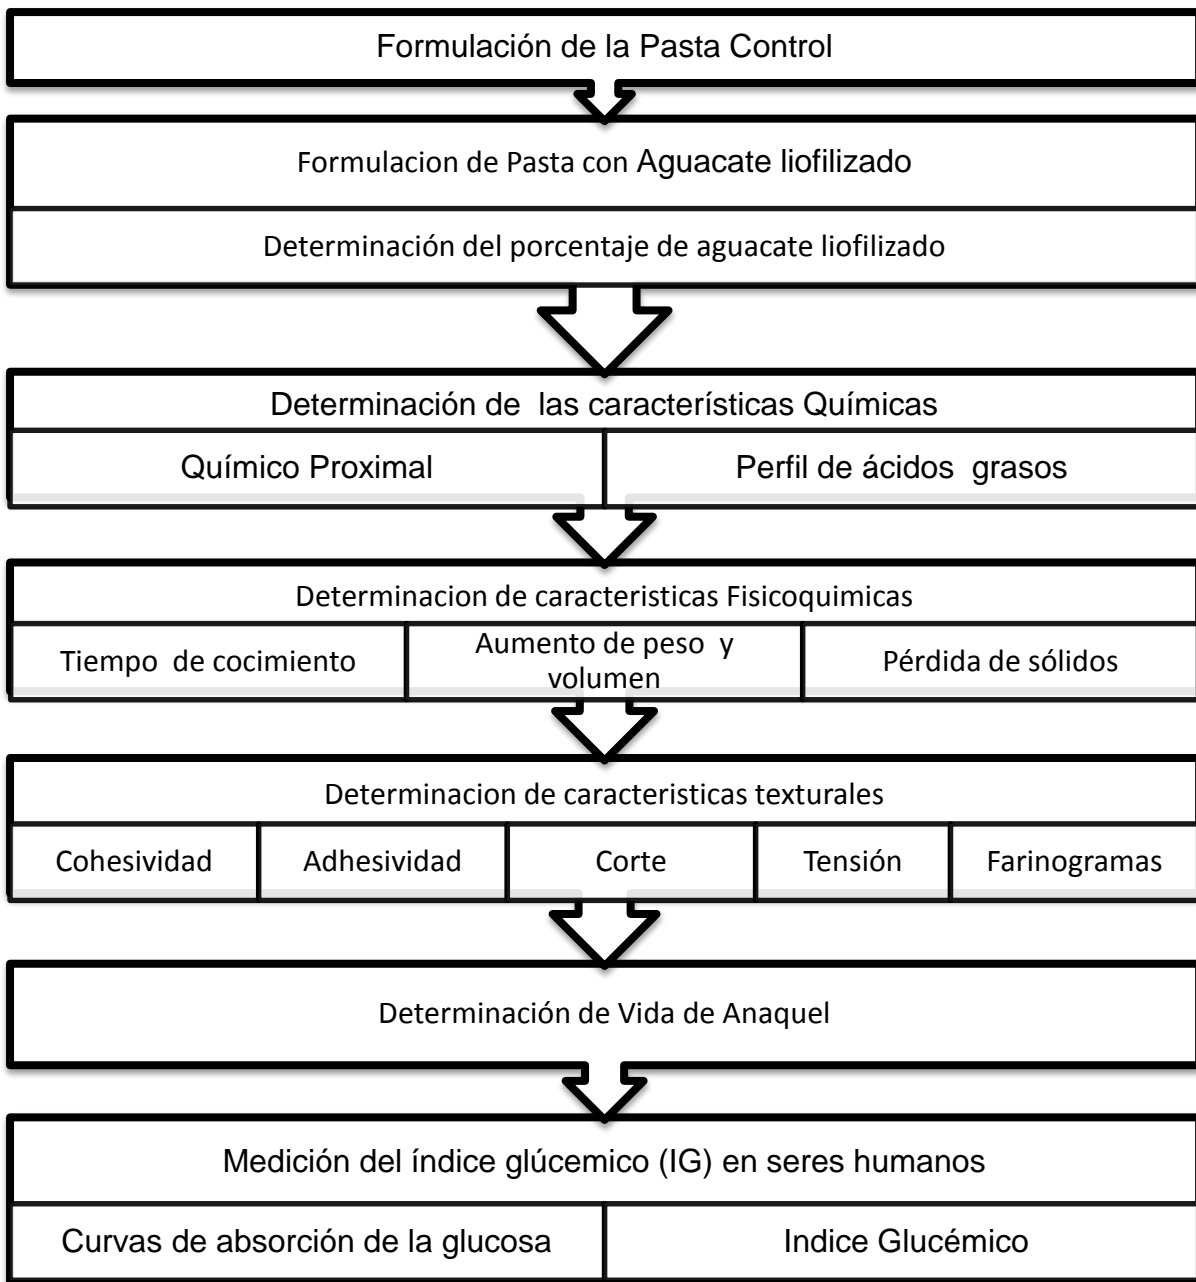 Formulación de la Pasta Control
Formulacion de Pasta con Aguacate liofilizado
Determinación del porcentaje de aguacate liofilizado
Determinación de las característicias Químicas
Químico Proximal
Perfil de ácidos grasos
Determinacion de caracteristicas Fisicoquimicas
Tiempo de cocimiento
Aumento de peso y
volumen
Pérdida de sólidos
Determinacion de caracteristicas texturales
Cohesividad
Adhesividad
Corte
Tensión
Farinogramas
Determinación de Vida de Anaquel
Medición del índice glúcemico (IG) en seres humanos
Curvas de absorción de la glucosa
Indice Glucémico